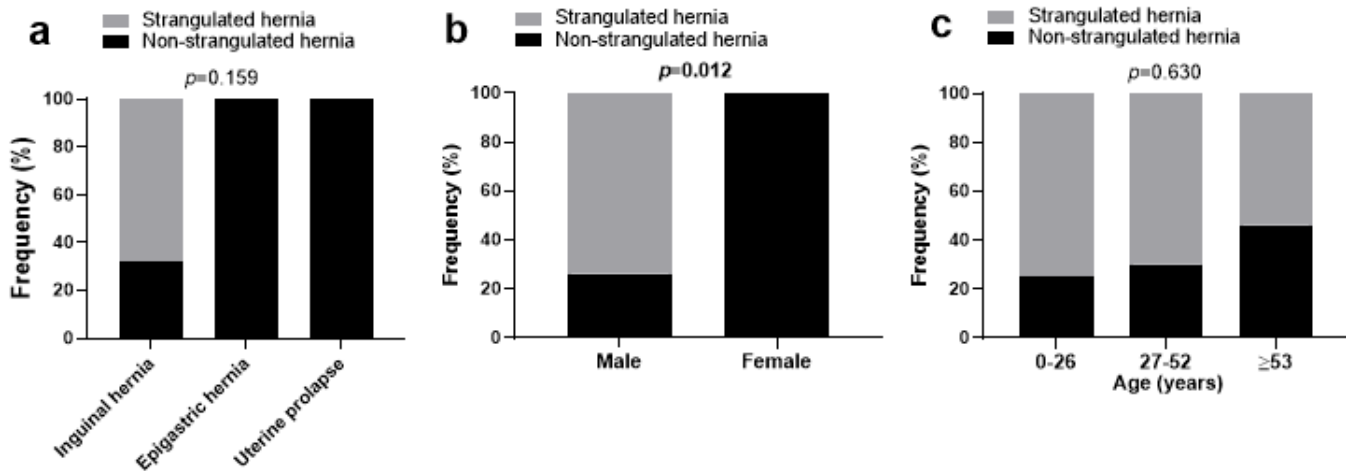 a
Strangulated hernia
Non-strangulated hernia
p=0.159
Frequency (%)
100
80
60
40
20
0
Inguinal hernia
Epigastric hernia
Uterine prolapse
b
Strangulated hernia
Non-strangulated hernia
p=0.012
Frequency (%)
100
80
60
40
20
0
Male
Female
c
Strangulated hernia
Non-strangulated hernia
p=0.630
Frequency (%)
100
80
60
40
20
0
0-26
27-52
≥53
Age (years)